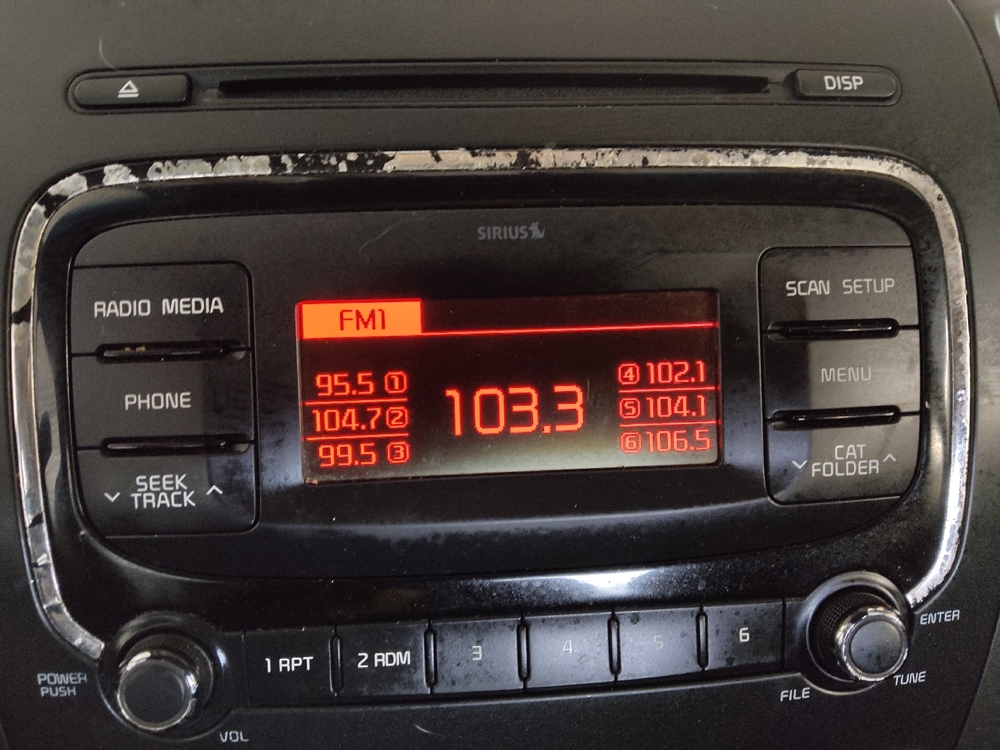 DISP
SIRIUS
RADIO MEDIA
SCAN SETUP
FM1
PHONE
MENU
95.5 1
104.7 2
99.5 3
103.3
4 102.1
5 104.1
6 106.5
SEEK
TRACK
CAT
FOLDER
1 RPT
2 RDM
3
4
5
6
ENTER
POWER
PUSH
VOL
FILE
TUNE